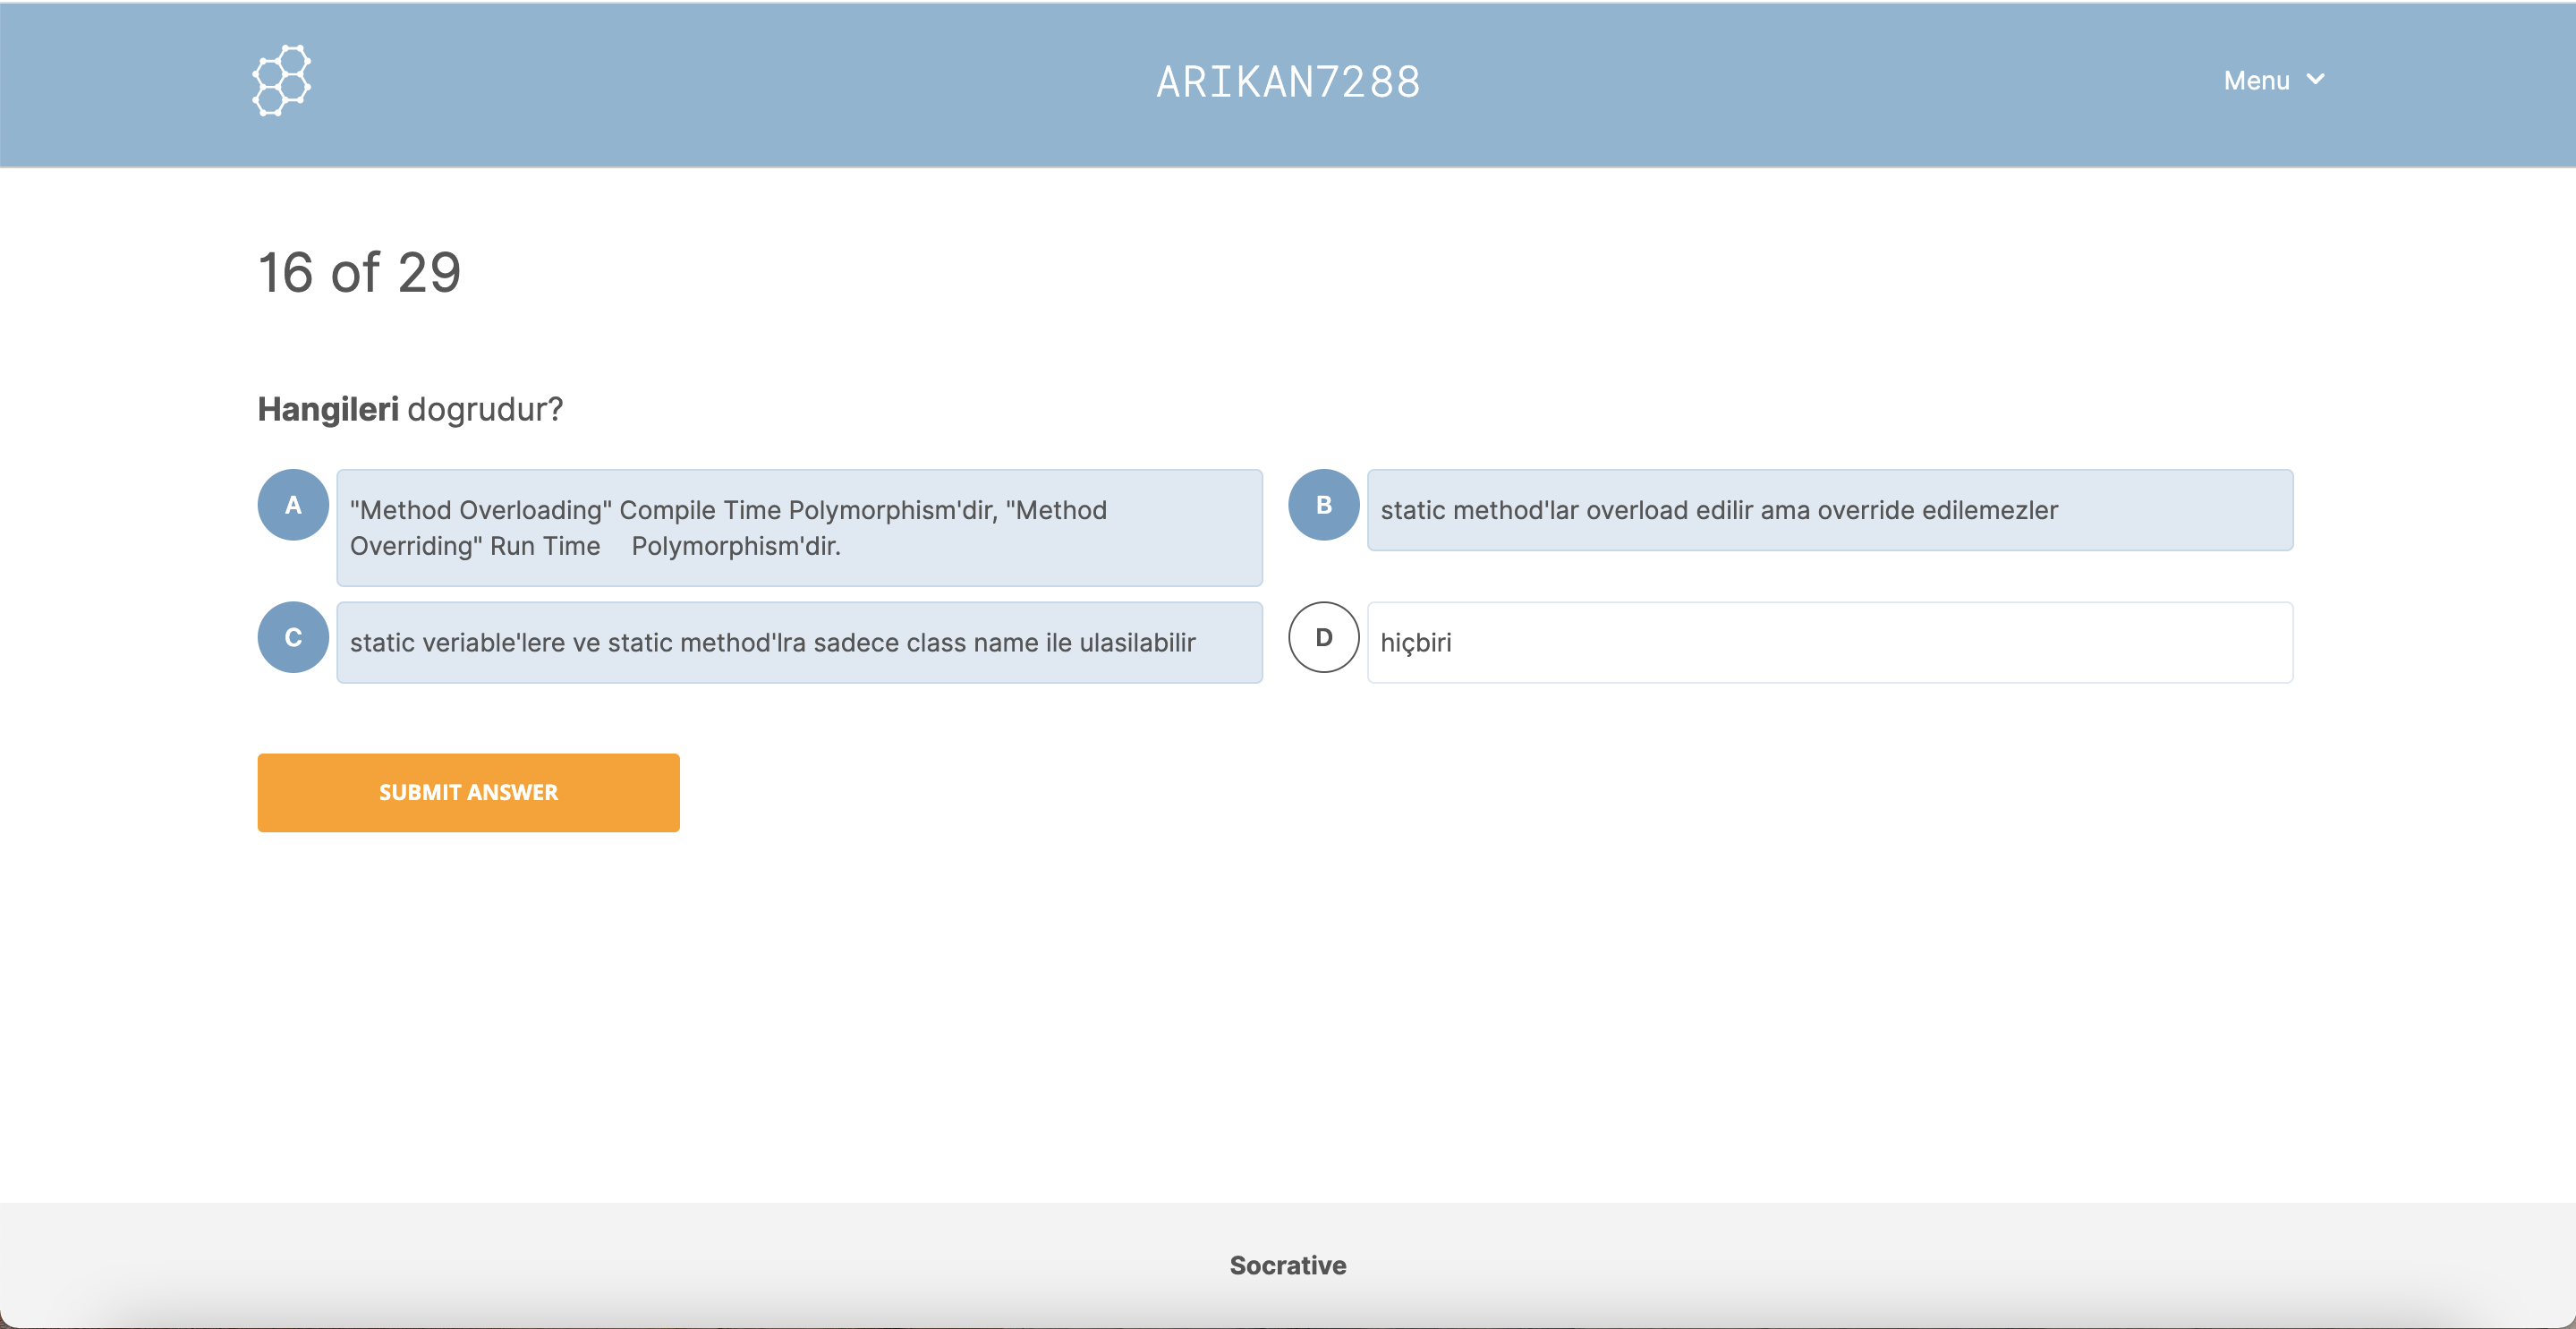 ARIKAN7288
Menu
16 of 29
Hangileri dogrudur?
A
"Method Overloading" Compile Time Polymorphism'dir, "Method
Overriding" Run Time Polymorphism'dir.
B
static method'lar overload edilir ama override edilemezler
C
static veriable'lere ve static method'lra sadece class name ile ulasilabilir
D
hiçbiri
SUBMIT ANSWER
Socrative